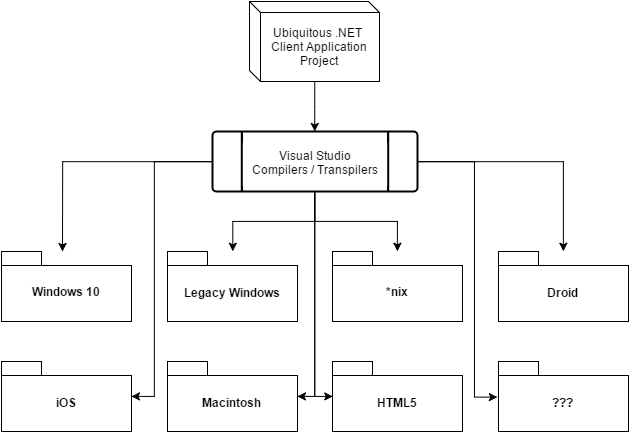 Ubiquitous .NET
Client Application
Project
Visual Studio
Compilers / Transpilers
Windows 10
Legacy Windows
*nix
Droid
iOS
Macintosh
HTML5
???